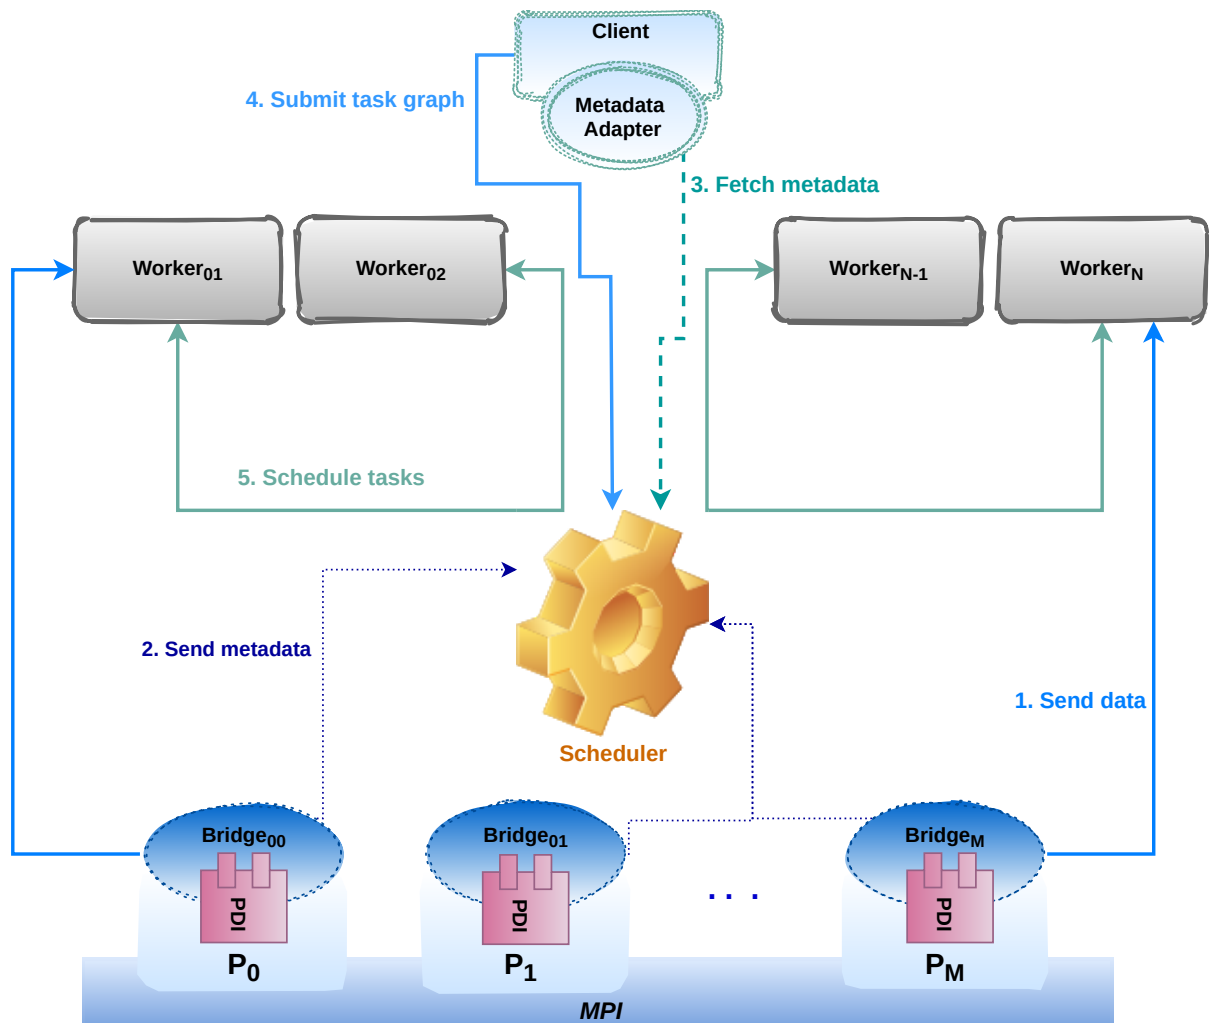 Client
4. Submit task graph
Metadata
Adapter
3. Fetch metadata
Worker01
Worker02
WorkerN-1
WorkerN
5. Schedule tasks
2. Send metadata
1. Send data
Scheduler
Bridge00
Bridge01
BridgeM
PDI
PDI
PDI
. . .
P0
P1
PM
MPI